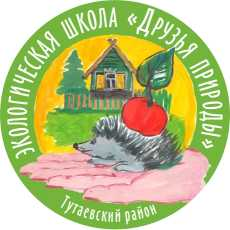 ЭКОЛОГИЧЕСКАЯ ШКОЛА «ДРУЗЬЯ ПРИРОДЫ»
Тутаевский район